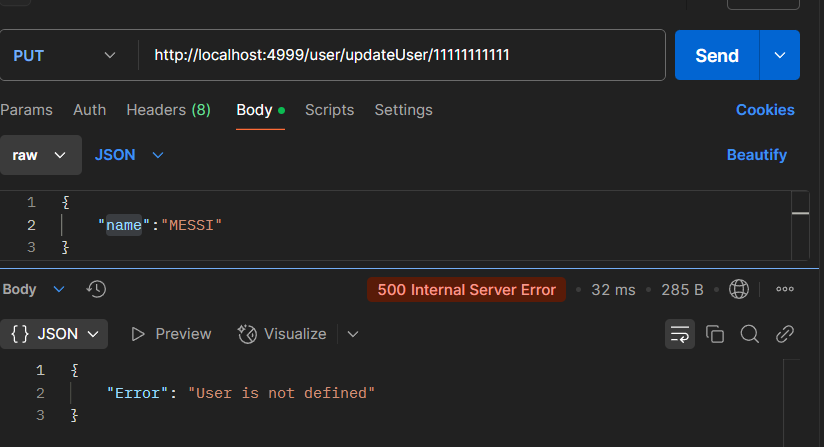 PUT http://localhost:4999/user/updateUser/11111111111 Send
Params Auth Headers (8) Body Scripts Settings Cookies
raw JSON Beautify
1 {
2 "name":"MESSI"
3 }
Body 500 Internal Server Error • 32 ms • 285 B •
{} JSON Preview Visualize
1 {
2 "Error": "User is not defined"
3 }